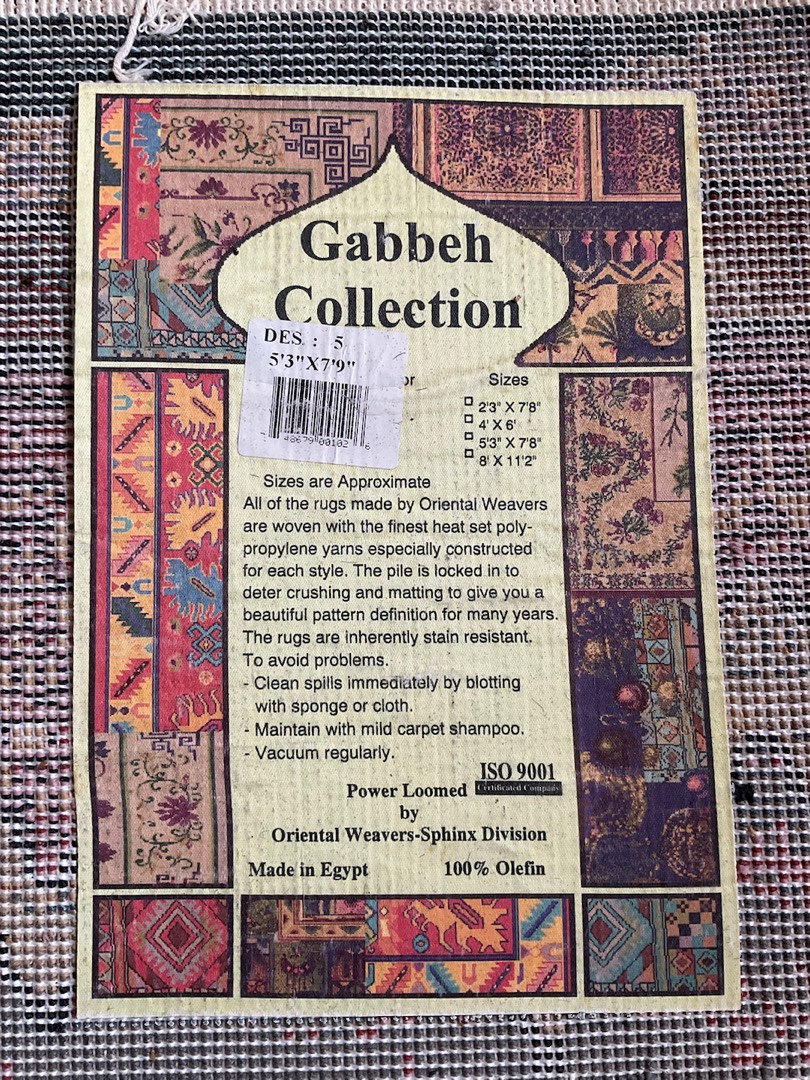 Gabbeh
Collection
DES. : 5
5'3"X7'9"
48679 00102 6
Sizes
2'3" X 7'8"
4' X 6'
5'3" X 7'8"
8' X 11'2"
Sizes are Approximate
All of the rugs made by Oriental Weavers
are woven with the finest heat set poly-
propylene yarns especially constructed
for each style. The pile is locked in to
deter crushing and matting to give you a
beautiful pattern definition for many years.
The rugs are inherently stain resistant.
To avoid problems.
- Clean spills immediately by blotting
with sponge or cloth.
- Maintain with mild carpet shampoo.
- Vacuum regularly.
ISO 9001
Certificated Company
Power Loomed
by
Oriental Weavers-Sphinx Division
Made in Egypt 100% Olefin